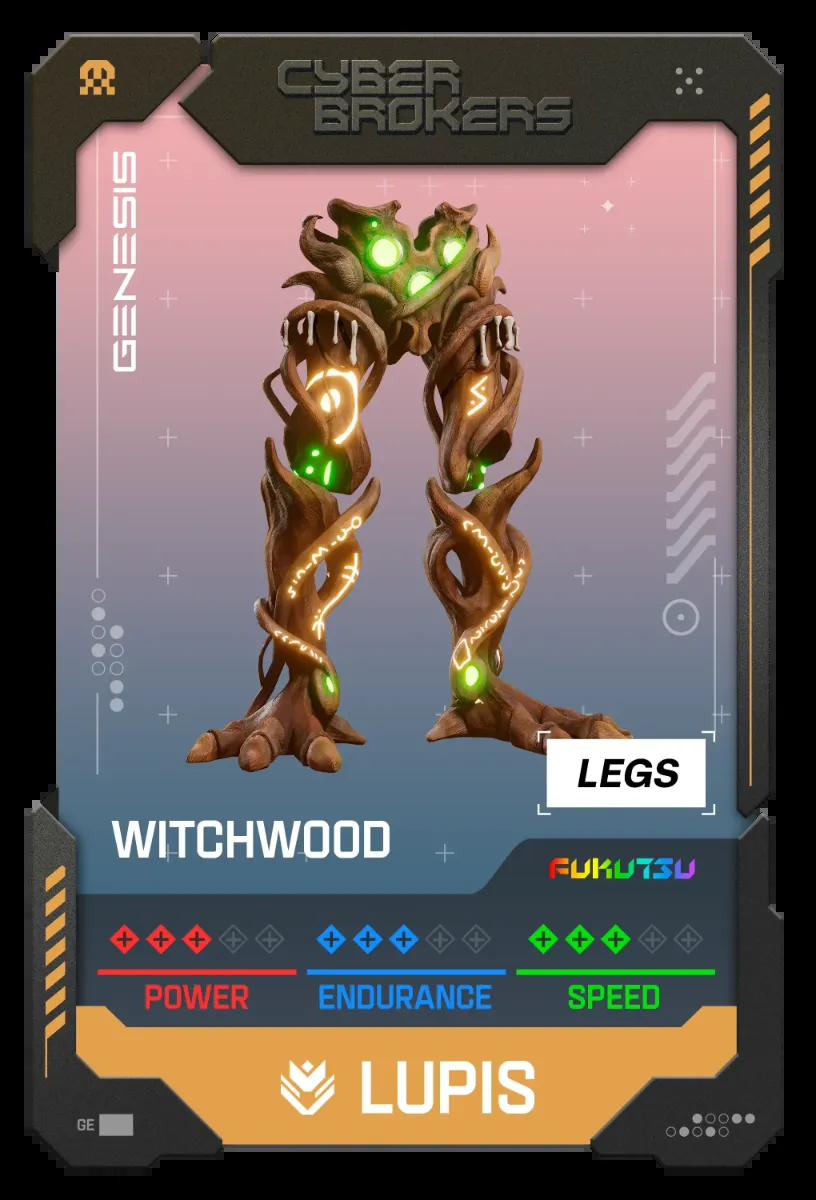 CYBER
BROKERS
GENESIS
LEGS
WITCHWOOD
FUKUTSU
POWER
ENDURANCE
SPEED
LUPIS
GE